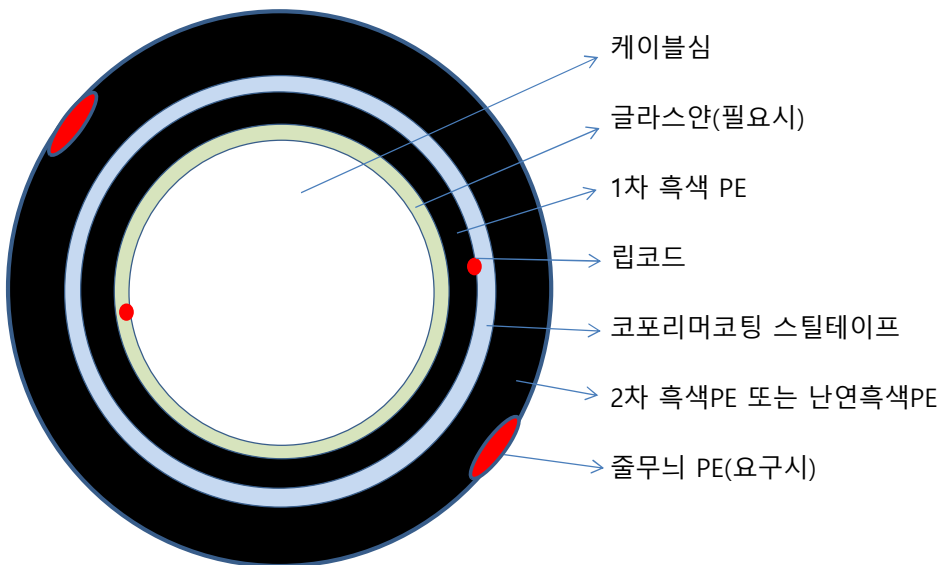 케이블심
글라스얀(필요시)
1차 흑색 PE
립코드
코포리머코팅 스틸테이프
2차 흑색PE 또는 난연흑색PE
줄무늬 PE(요구시)